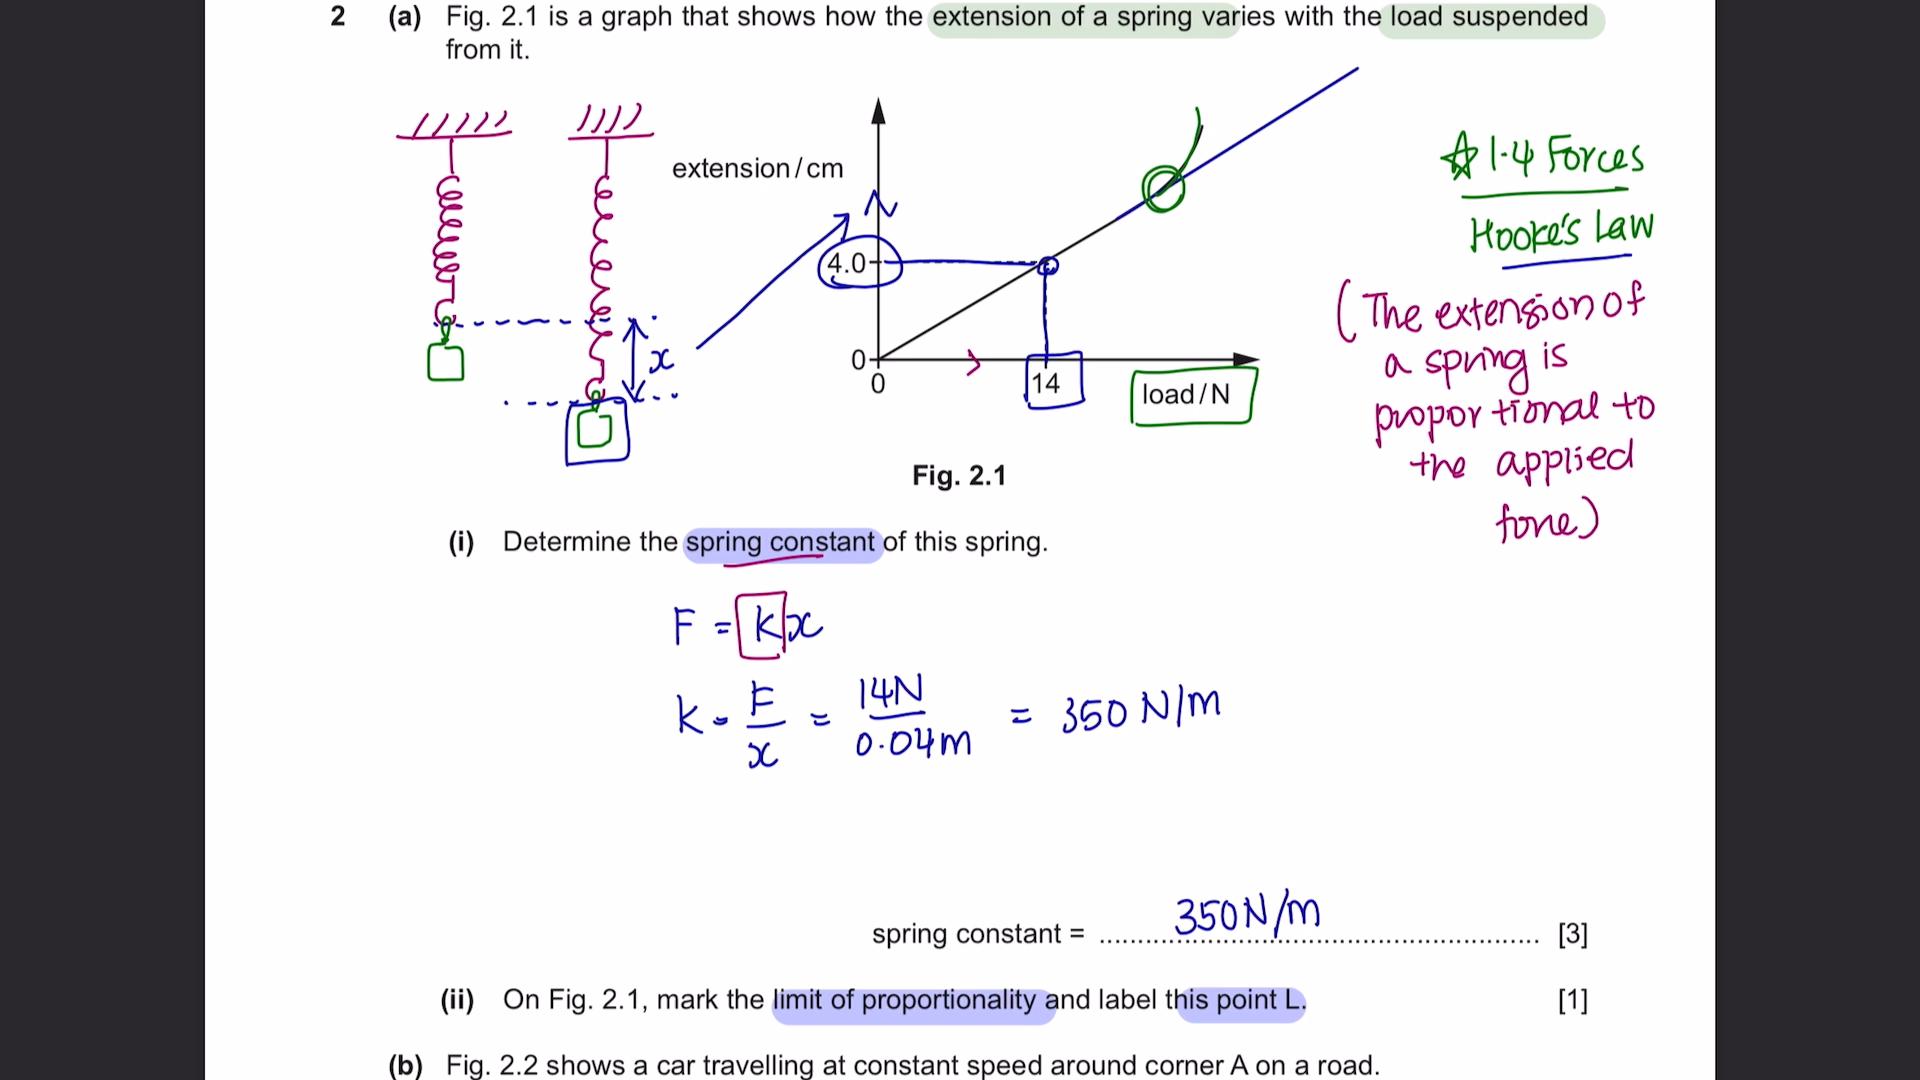 2 (a) Fig. 2.1 is a graph that shows how the extension of a spring varies with the load suspended
from it.
extension/cm
4.0
0
0
14
load/N
x
Fig. 2.1
☆ 1.4 Forces
Hooke's Law
(The extension of
a spring is
proportional to
the applied
force)
(i) Determine the spring constant of this spring.
F = kx
k = F/x = 14N/0.04m = 350 N/m
spring constant = 350N/m [3]
(ii) On Fig. 2.1, mark the limit of proportionality and label this point L. [1]
(b) Fig. 2.2 shows a car travelling at constant speed around corner A on a road.